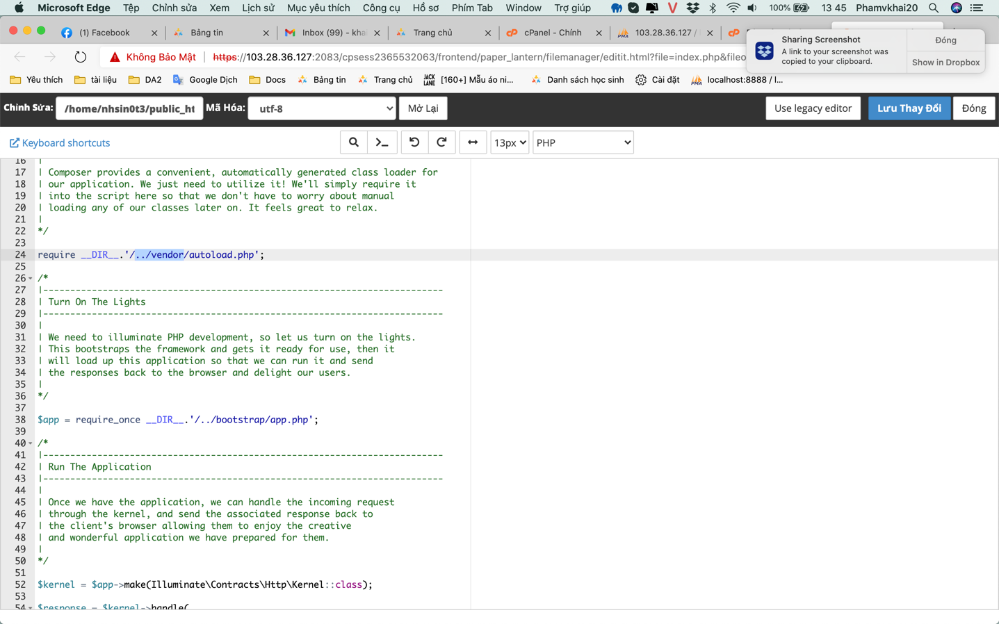 Microsoft Edge Tệp Chỉnh sửa Xem Lịch sử Mục yêu thích Công cụ Hồ sơ Phím Tab Window Trợ giúp 100% 13 45 Phamvkhai20
(1) Facebook Bảng tin Inbox (99) - kha Trang chủ cPanel - Chính 103.28.36.127 /
Sharing Screenshot
A link to your screenshot was
copied to your clipboard.
Đóng
Show in Dropbox
Không Bảo Mật https://103.28.36.127:2083/cpsess2365532063/frontend/paper_lantern/filemanager/editit.html?file=index.php&fileo
Yêu thích tài liệu DA2 Google Dịch Docs Bảng tin Trang chủ JACK LANE [160+] Mẫu áo ni... Danh sách học sinh Cài đặt localhost:8888 / l...
Chỉnh Sửa: /home/nhsin0t3/public_ht Mã Hóa: utf-8 Mở Lại Use legacy editor Lưu Thay Đổi Đóng
Keyboard shortcuts 13px PHP
16 |
17 | Composer provides a convenient, automatically generated class loader for
18 | our application. We just need to utilize it! We'll simply require it
19 | into the script here so that we don't have to worry about manual
20 | loading any of our classes later on. It feels great to relax.
21 |
22 */
23
24 require __DIR__.'/../vendor/autoload.php';
25
26 /*
27 |--------------------------------------------------------------------------
28 | Turn On The Lights
29 |--------------------------------------------------------------------------
30 |
31 | We need to illuminate PHP development, so let us turn on the lights.
32 | This bootstraps the framework and gets it ready for use, then it
33 | will load up this application so that we can run it and send
34 | the responses back to the browser and delight our users.
35 |
36 */
37
38 $app = require_once __DIR__.'/../bootstrap/app.php';
39
40 /*
41 |--------------------------------------------------------------------------
42 | Run The Application
43 |--------------------------------------------------------------------------
44 |
45 | Once we have the application, we can handle the incoming request
46 | through the kernel, and send the associated response back to
47 | the client's browser allowing them to enjoy the creative
48 | and wonderful application we have prepared for them.
49 |
50 */
51
52 $kernel = $app->make(Illuminate\Contracts\Http\Kernel::class);
53
54 $response = $kernel->handle(